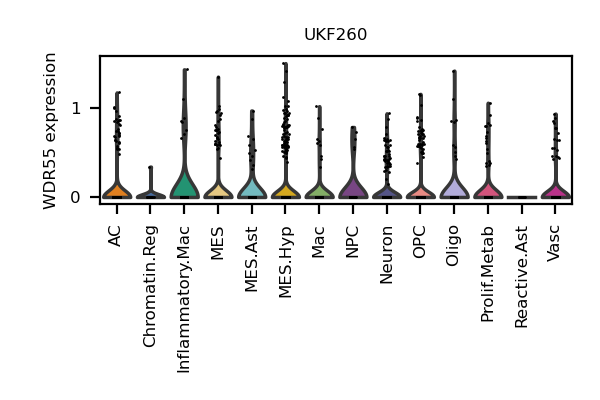 UKF260
WDR55 expression
1
0
AC
Chromatin.Reg
Inflammatory.Mac
MES
MES.Ast
MES.Hyp
Mac
NPC
Neuron
OPC
Oligo
Prolif.Metab
Reactive.Ast
Vasc